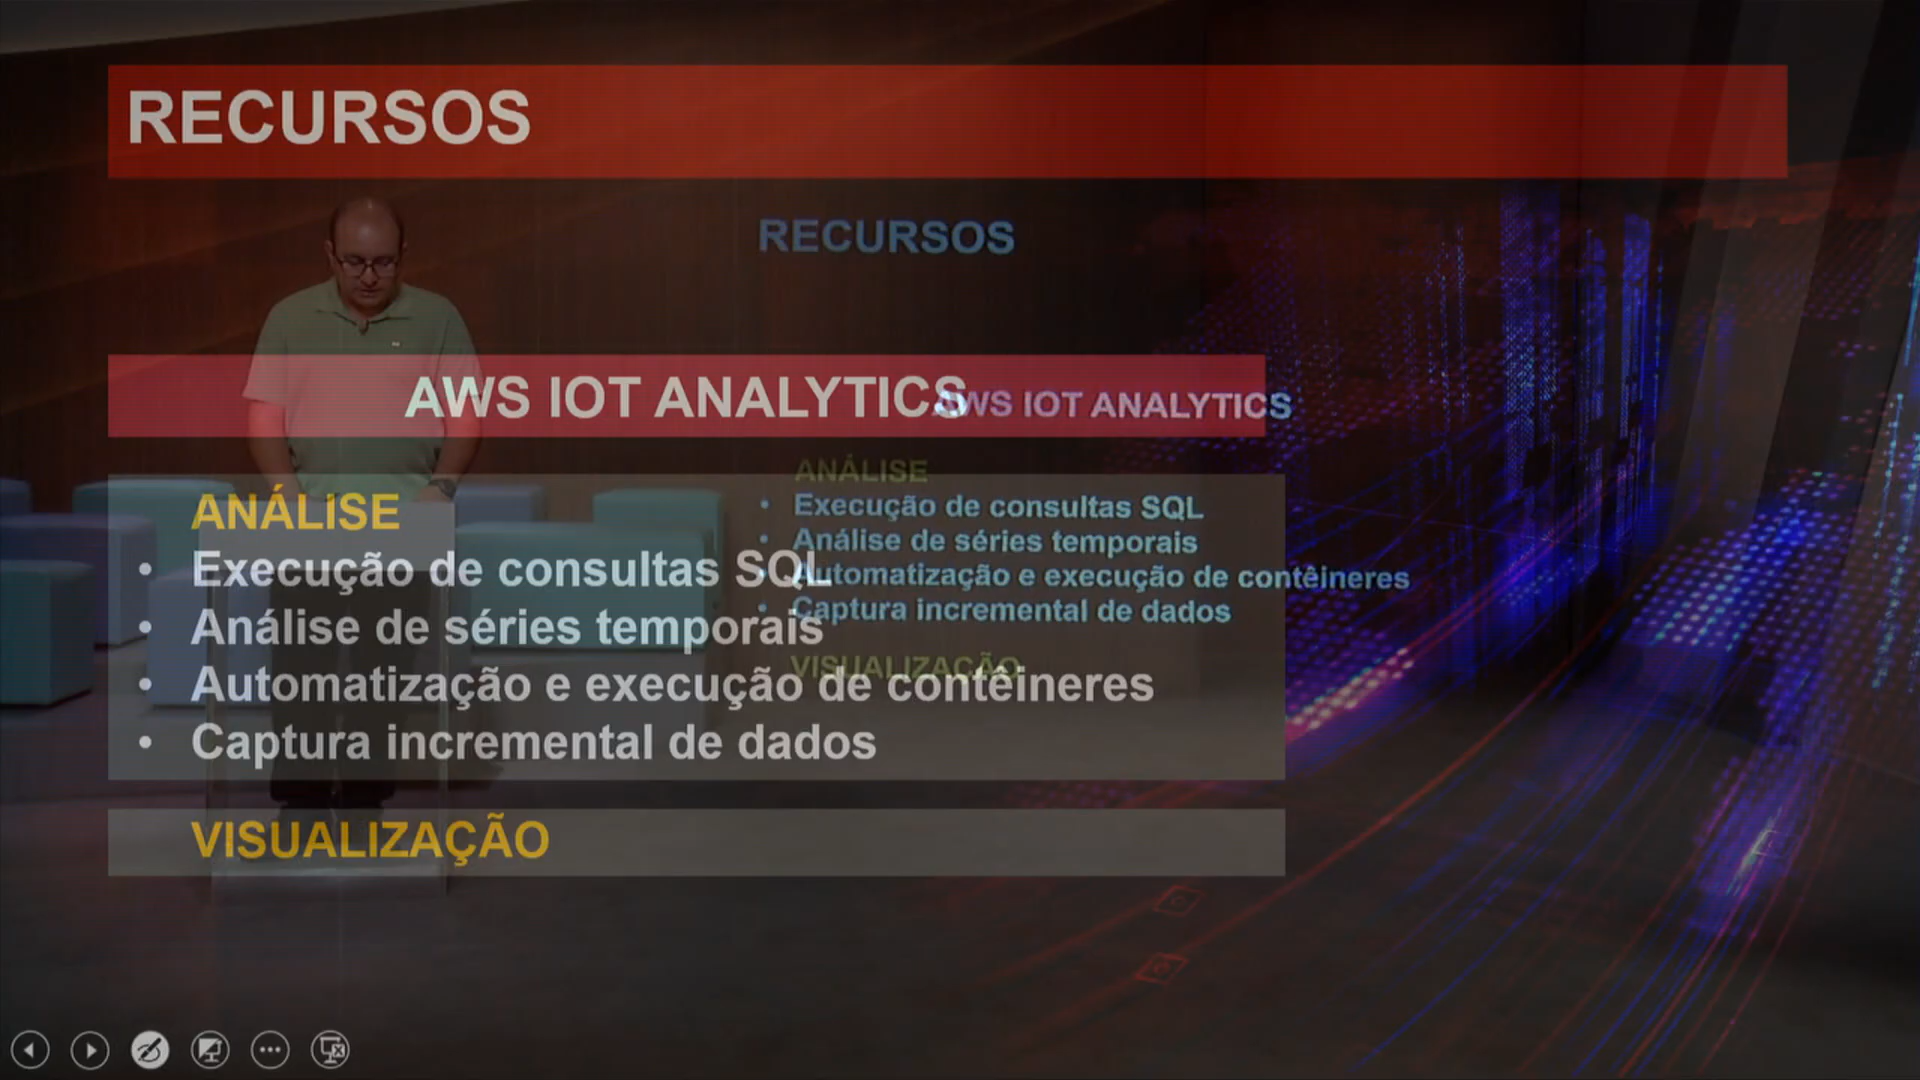 RECURSOS
AWS IOT ANALYTICS
ANÁLISE
• Execução de consultas SQL
• Análise de séries temporais
• Automatização e execução de contêineres
• Captura incremental de dados
VISUALIZAÇÃO
RECURSOS
AWS IOT ANALYTICS
ANÁLISE
• Execução de consultas SQL
• Análise de séries temporais
• Automatização e execução de contêineres
• Captura incremental de dados
VISUALIZAÇÃO